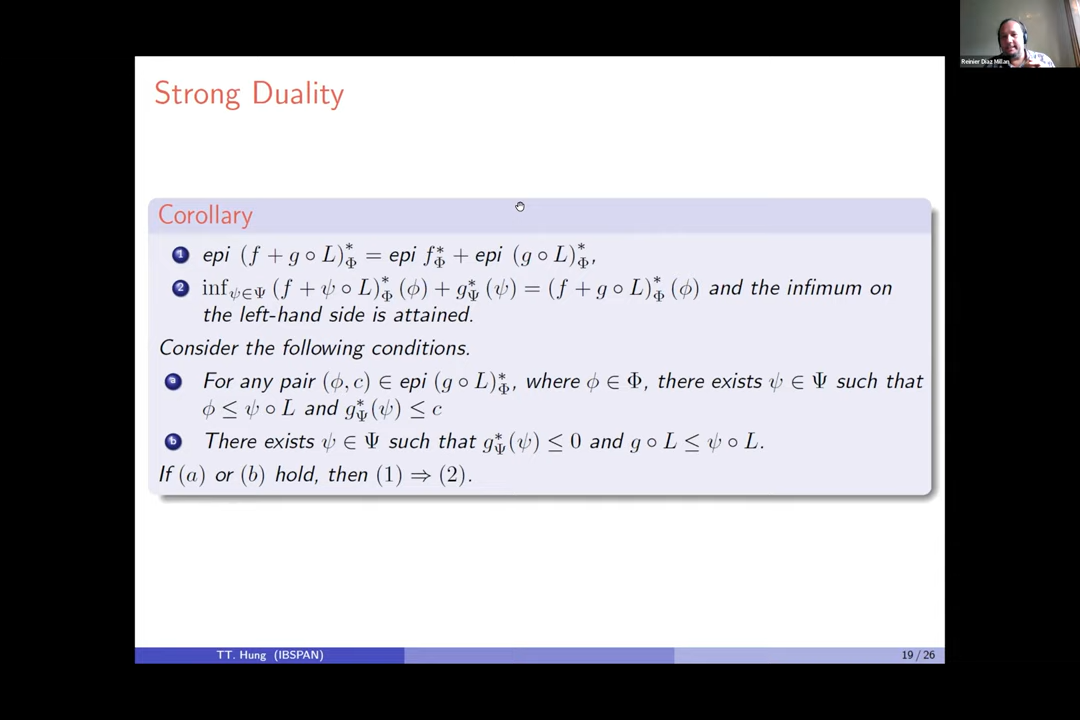 Reinier Diaz Millan
Strong Duality
Corollary
1 epi (f + g ∘ L)*_Φ = epi f*_Φ + epi (g ∘ L)*_Φ,
2 inf_{ψ∈Ψ} (f + ψ ∘ L)*_Φ (ϕ) + g*_Ψ (ψ) = (f + g ∘ L)*_Φ (ϕ) and the infimum on
the left-hand side is attained.
Consider the following conditions.
a For any pair (ϕ, c) ∈ epi (g ∘ L)*_Φ, where ϕ ∈ Φ, there exists ψ ∈ Ψ such that
ϕ ≤ ψ ∘ L and g*_Ψ(ψ) ≤ c
b There exists ψ ∈ Ψ such that g*_Ψ(ψ) ≤ 0 and g ∘ L ≤ ψ ∘ L.
If (a) or (b) hold, then (1) ⇒ (2).
TT. Hung (IBSPAN)
19 / 26